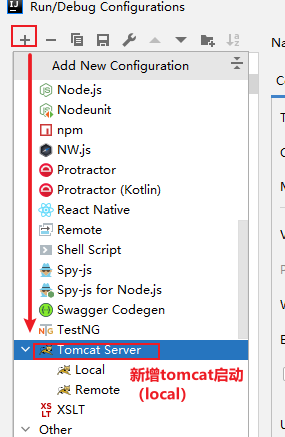 Run/Debug Configurations
Na
Add New Configuration
Node.js
Nodeunit
npm
NW.js
Protractor
Protractor (Kotlin)
React Native
Remote
Shell Script
Spy-js
Spy-js for Node.js
Swagger Codegen
TestNG
Tomcat Server
Local
Remote
新增tomcat启动
（local）
XSLT
Other